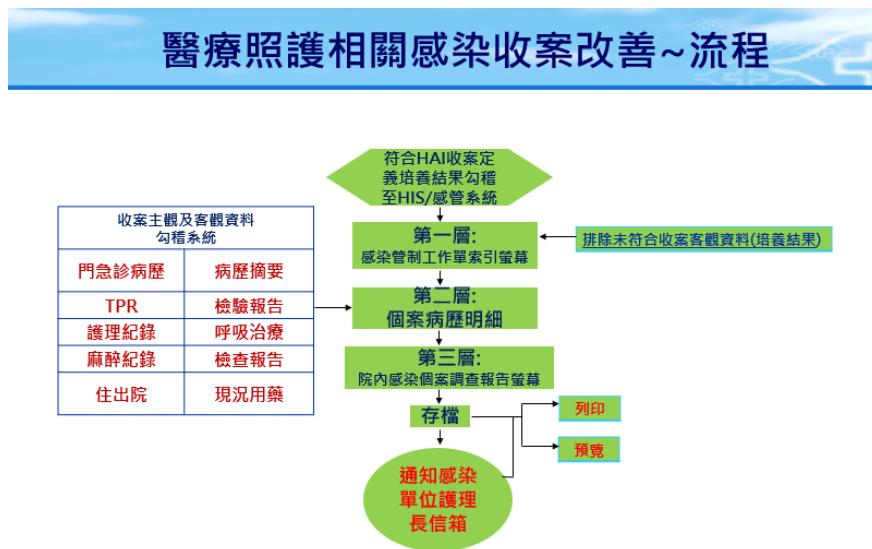 醫療照護相關感染收案改善~流程
符合HAI收案定
義培養結果勾稽
至HIS/感管系統
收案主觀及客觀資料
勾稽系統
門急診病歷
病歷摘要
TPR
檢驗報告
護理紀錄
呼吸治療
麻醉紀錄
檢查報告
住出院
現況用藥
第一層:
感染管制工作單索引螢幕
排除未符合收案客觀資料(培養結果)
第二層:
個案病歷明細
第三層:
院內感染個案調查報告螢幕
存檔
列印
預覽
通知感染
單位護理
長信箱